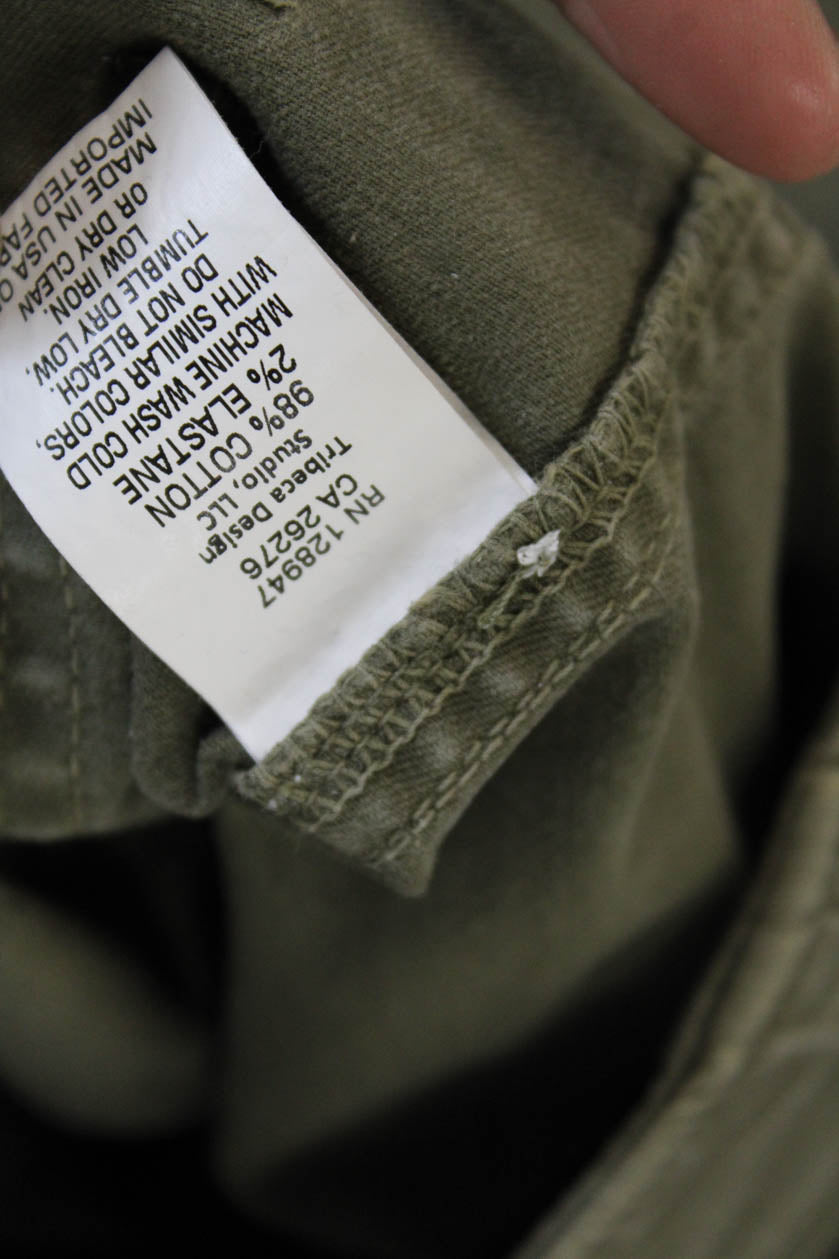 RN 128947
CA 26276
Tribeca Design
Studio, LLC
98% COTTON
2% ELASTANE
MACHINE WASH COLD
WITH SIMILAR COLORS,
DO NOT BLEACH.
TUMBLE DRY LOW,
LOW IRON.
OR DRY CLEAN
MADE IN USA OF
IMPORTED